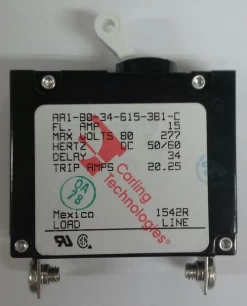 AA1-B0-34-615-3B1-C
FL. AMP 15
MAX VOLTS 80 277
HERTZ DC 50/60
DELAY 34
TRIP AMPS 20.25
Carling
Technologies®
QA
78
Mexico 1542R
LOAD LINE